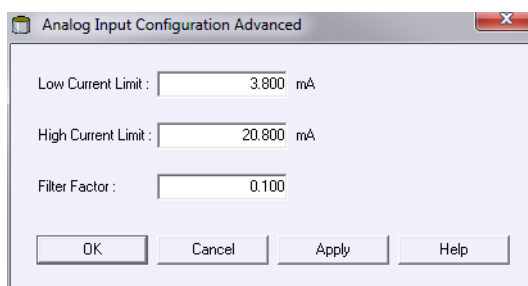 Analog Input Configuration Advanced
Low Current Limit : 3.800 mA
High Current Limit : 20.800 mA
Filter Factor : 0.100
OK Cancel Apply Help